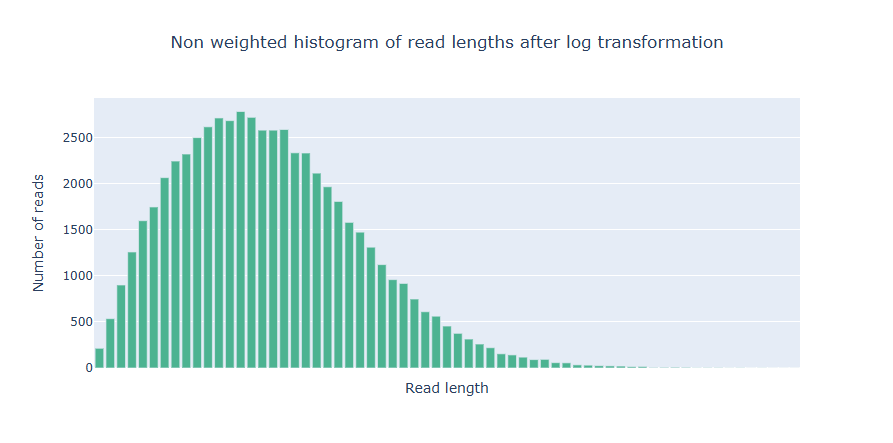 Non weighted histogram of read lengths after log transformation
Number of reads
2500
2000
1500
1000
500
0
Read length